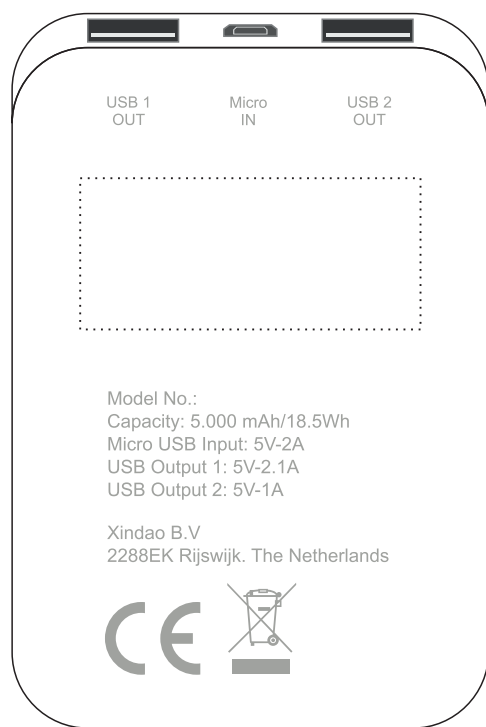 USB 1 Micro USB 2
OUT IN OUT
Model No.:
Capacity: 5.000 mAh/18.5Wh
Micro USB Input: 5V-2A
USB Output 1: 5V-2.1A
USB Output 2: 5V-1A
Xindao B.V
2288EK Rijswijk. The Netherlands
CE